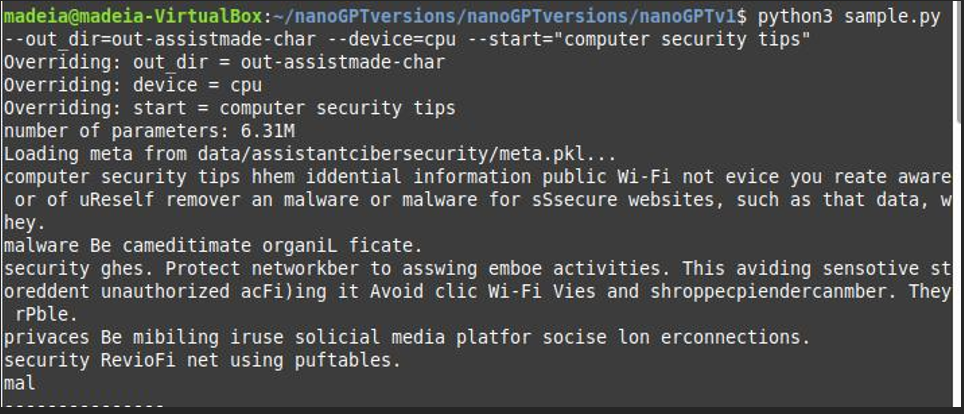 madeia@madeia-VirtualBox:~/nanoGPTversions/nanoGPTversions/nanoGPTv1$ python3 sample.py
--out_dir=out-assistmade-char --device=cpu --start="computer security tips"
Overriding: out_dir = out-assistmade-char
Overriding: device = cpu
Overriding: start = computer security tips
number of parameters: 6.31M
Loading meta from data/assistantcibersecurity/meta.pkl...
computer security tips hhem iddential information public Wi-Fi not evice you reate aware
or of uReself remover an malware or malware for sSsecure websites, such as that data, w
hey.
malware Be cameditimate organiL ficate.
security ghes. Protect networkber to asswing emboe activities. This aviding sensotive st
oreddent unauthorized acFi)ing it Avoid clic Wi-Fi Vies and shroppecpiendercanmber. They
rPble.
privaces Be mibiling iruse solicial media platfor socise lon erconnections.
security RevioFi net using puftables.
mal
---------------